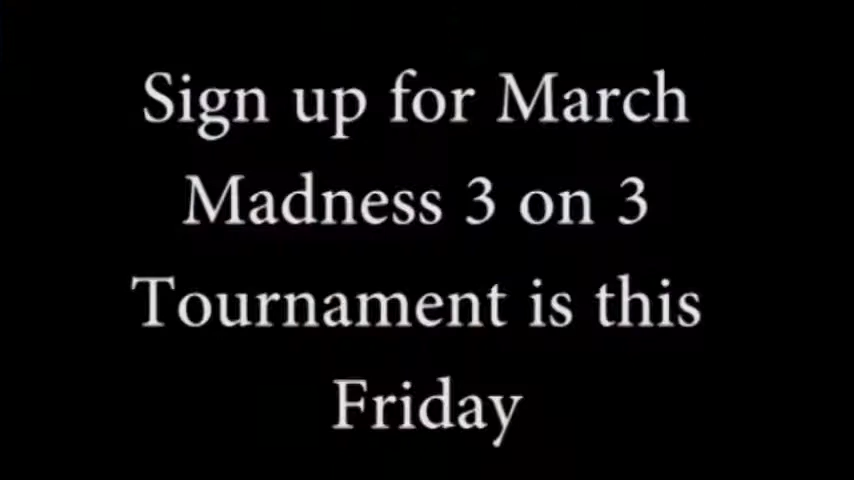 Sign up for March
Madness 3 on 3
Tournament is this
Friday